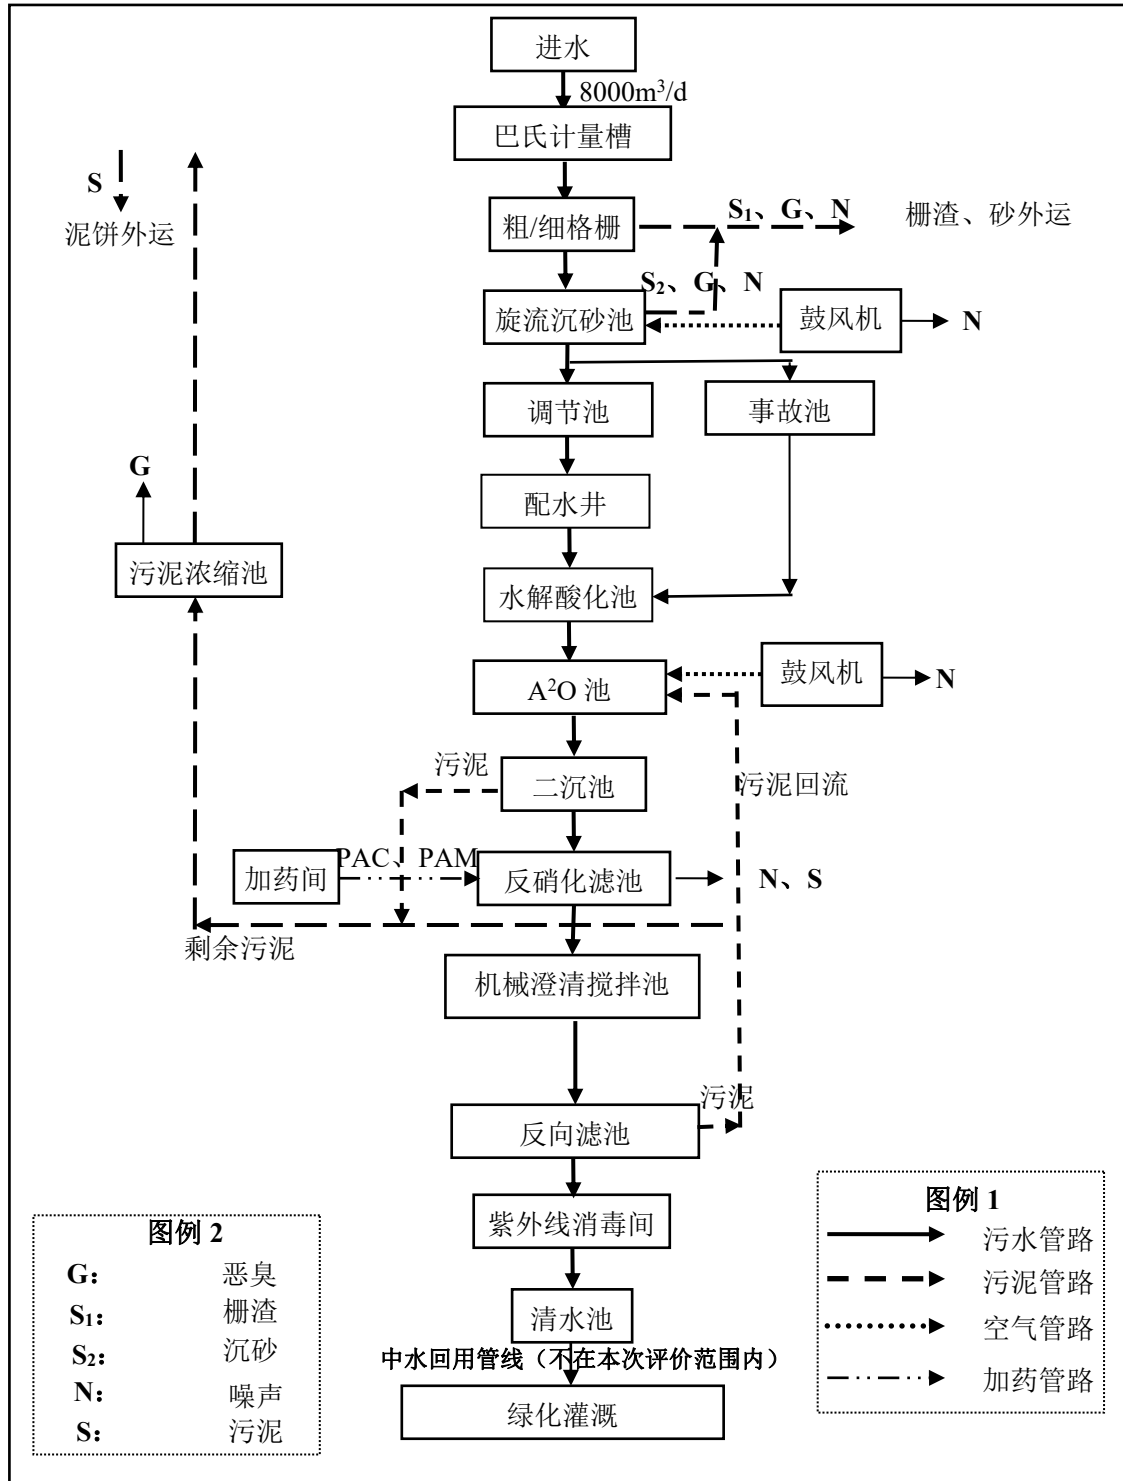 进水
8000m³/d
巴氏计量槽
S
泥饼外运
粗/细格栅
S₁、G、N
栅渣、砂外运
S₂、G、N
旋流沉砂池
鼓风机
N
调节池
事故池
G
配水井
污泥浓缩池
水解酸化池
A²O 池
鼓风机
N
污泥
二沉池
污泥回流
加药间
PAC、PAM
反硝化滤池
N、S
剩余污泥
机械澄清搅拌池
污泥
反向滤池
紫外线消毒间
清水池
中水回用管线（不在本次评价范围内）
绿化灌溉
图例 2
G： 恶臭
S₁： 栅渣
S₂： 沉砂
N： 噪声
S： 污泥
图例 1
污水管路
污泥管路
空气管路
加药管路